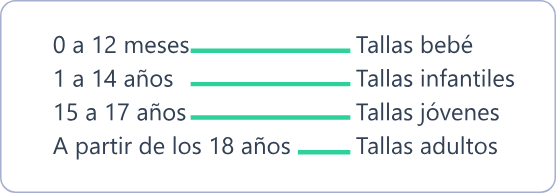 0 a 12 meses Tallas bebé
1 a 14 años Tallas infantiles
15 a 17 años Tallas jóvenes
A partir de los 18 años Tallas adultos